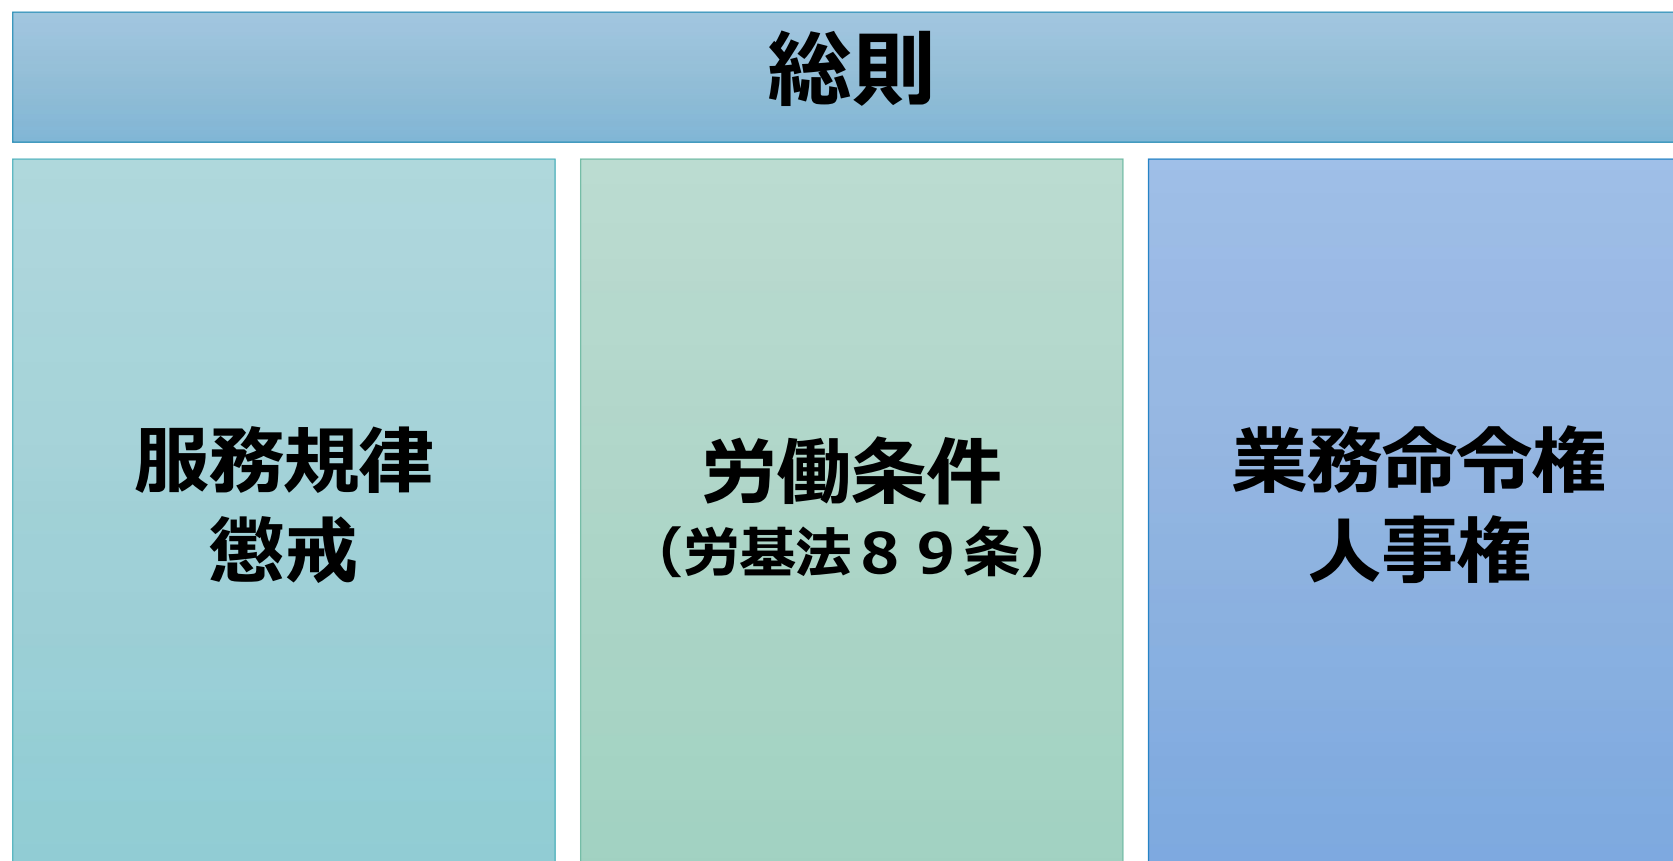 総則
服務規律
懲戒
労働条件
（労基法８９条）
業務命令権
人事権